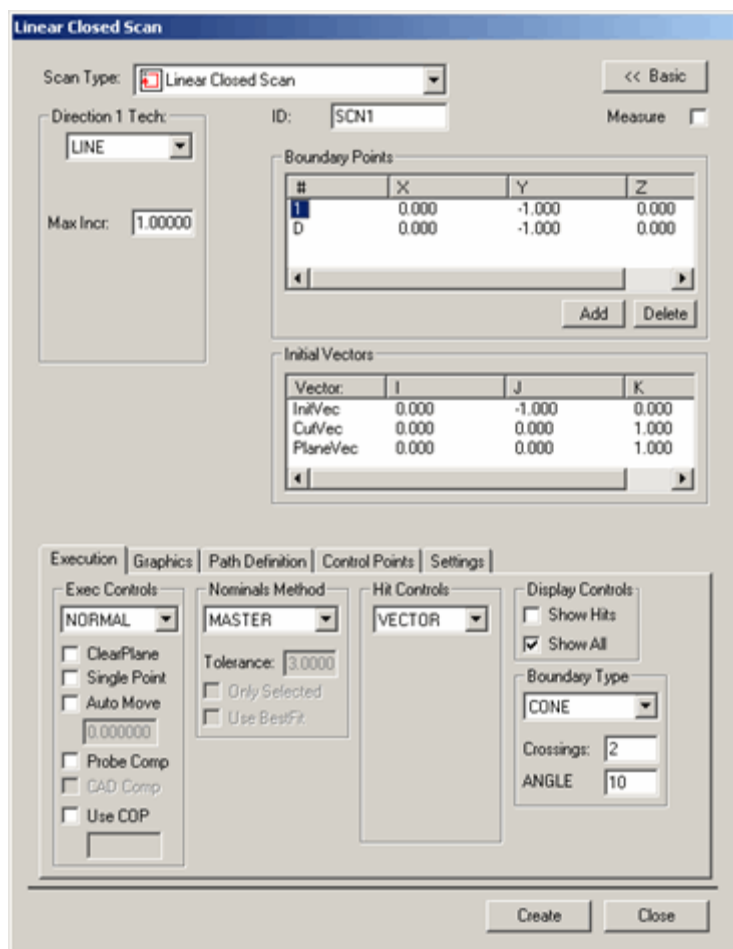 Linear Closed Scan
Scan Type: Linear Closed Scan << Basic
Direction 1 Tech: ID: SCN1 Measure
LINE
Max Incr: 1.00000
Boundary Points
# X Y Z
1 0.000 -1.000 0.000
D 0.000 -1.000 0.000
Add Delete
Initial Vectors
Vector: I J K
InitVec 0.000 -1.000 0.000
CutVec 0.000 0.000 1.000
PlaneVec 0.000 0.000 1.000
Execution Graphics Path Definition Control Points Settings
Exec Controls
NORMAL
ClearPlane
Single Point
Auto Move
0.000000
Probe Comp
CAD Comp
Use COP
Nominals Method
MASTER
Tolerance: 3.0000
Only Selected
Use BestFit
Hit Controls
VECTOR
Display Controls
Show Hits
Show All
Boundary Type
CONE
Crossings: 2
ANGLE 10
Create Close